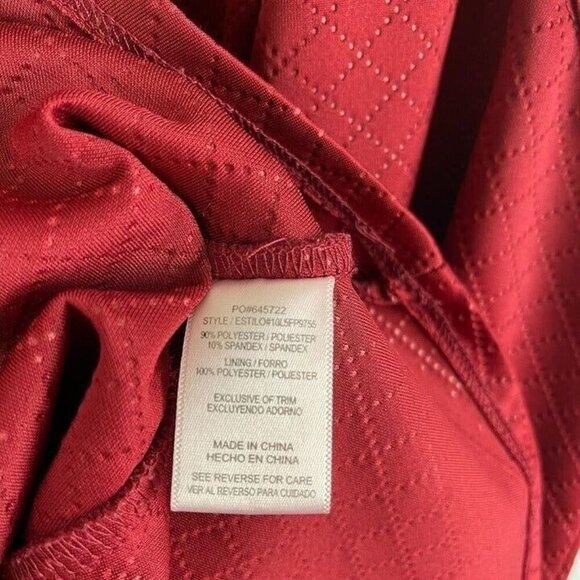 PO#645722
STYLE / ESTILO#10L5FP9755
90% POLYESTER / POLIESTER
10% SPANDEX / SPANDEX
LINING / FORRO
100% POLYESTER / POLIESTER
EXCLUSIVE OF TRIM
EXCLUYENDO ADORNO
MADE IN CHINA
HECHO EN CHINA
SEE REVERSE FOR CARE
VER AL REVERSO PARA CUIDADO